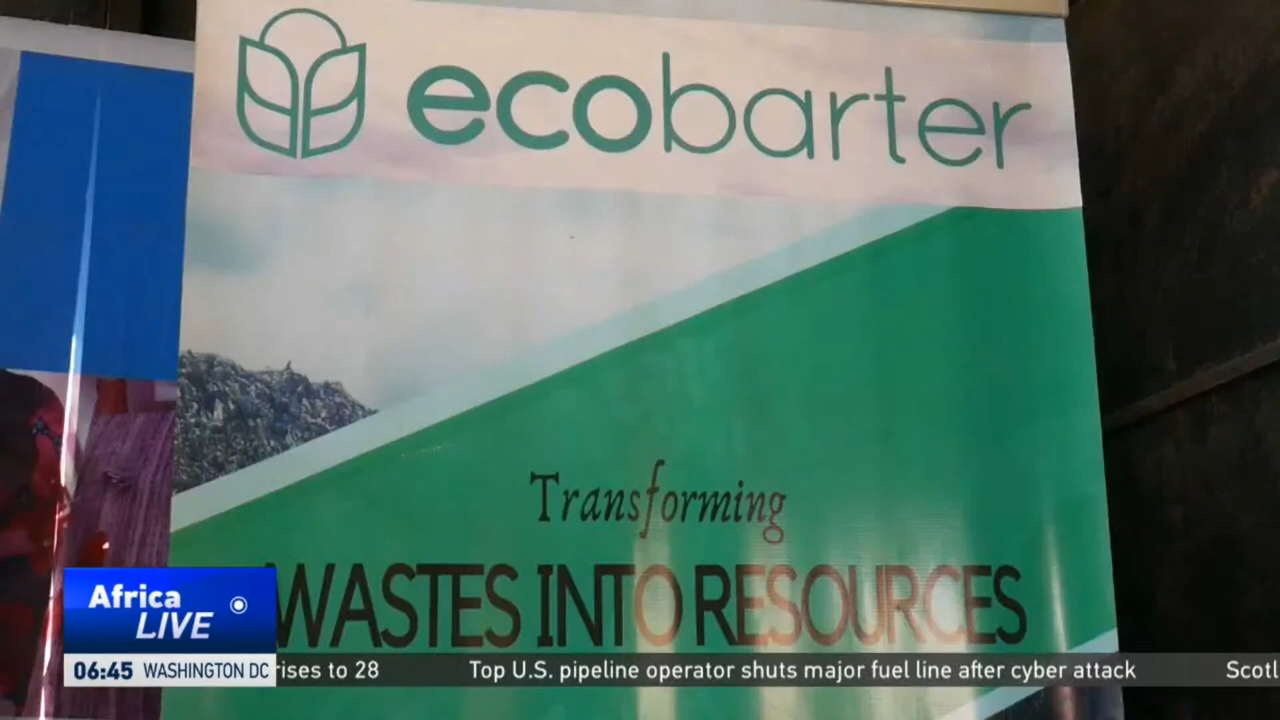 ecobarter
Transforming
WASTES INTO RESOURCES
Africa
LIVE
06:45 WASHINGTON DC
ises to 28 Top U.S. pipeline operator shuts major fuel line after cyber attack Scotl